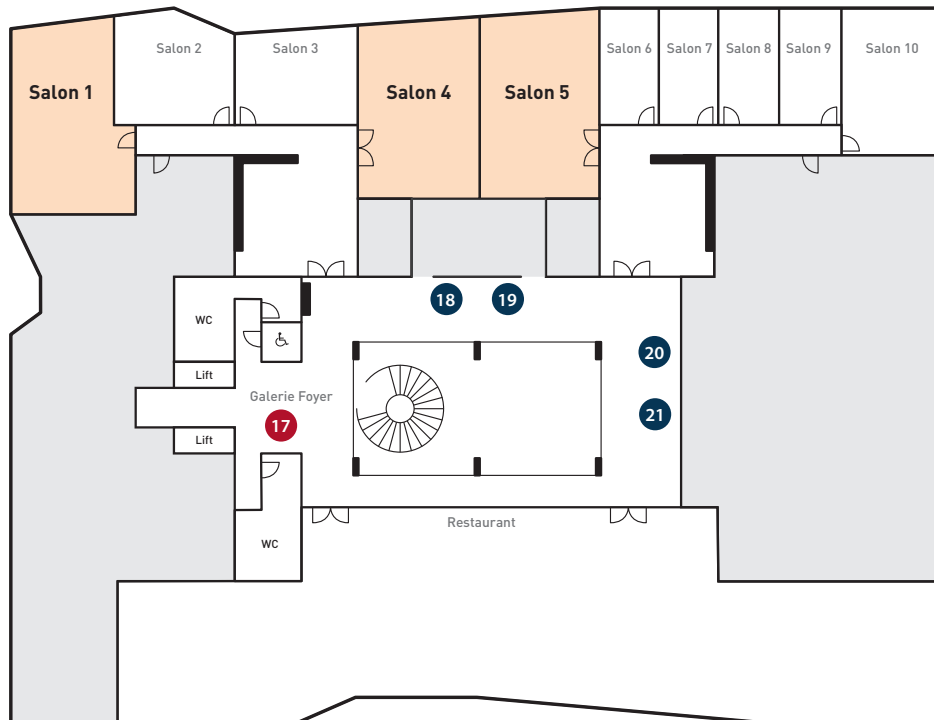 Salon 2
Salon 3
Salon 6
Salon 7
Salon 8
Salon 9
Salon 10
Salon 1
Salon 4
Salon 5
18
19
WC
20
Lift
Galerie Foyer
21
17
Lift
Restaurant
WC